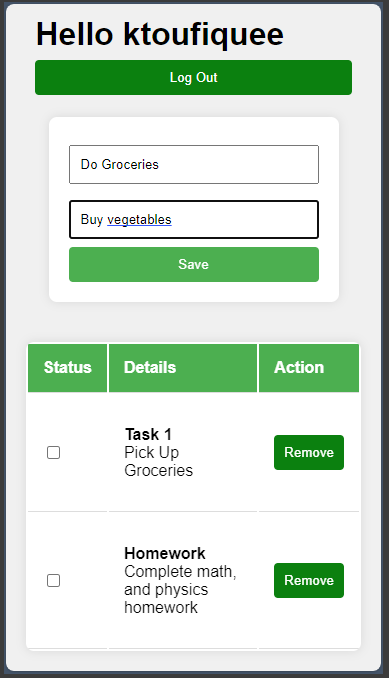 Hello ktoufiquee
Log Out
Do Groceries
Buy vegetables
Save
Status Details Action
Task 1
Pick Up
Groceries
Remove
Homework
Complete math,
and physics
homework
Remove